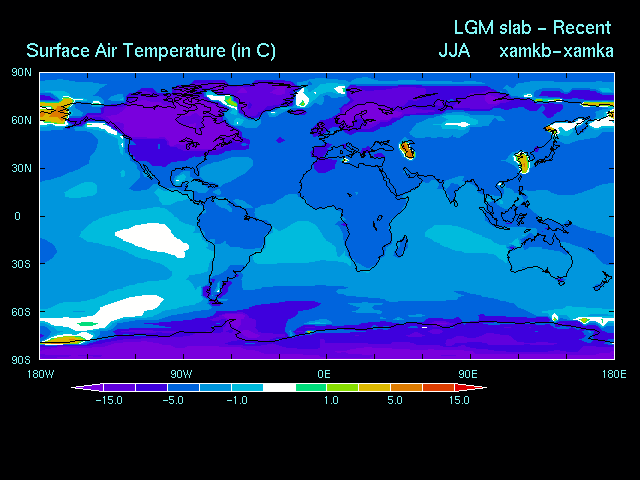 LGM slab - Recent
Surface Air Temperature (in C) JJA xamkb-xamka
90N
60N
30N
0
30S
60S
90S
180W 90W 0E 90E 180E
-15.0 -5.0 -1.0 1.0 5.0 15.0